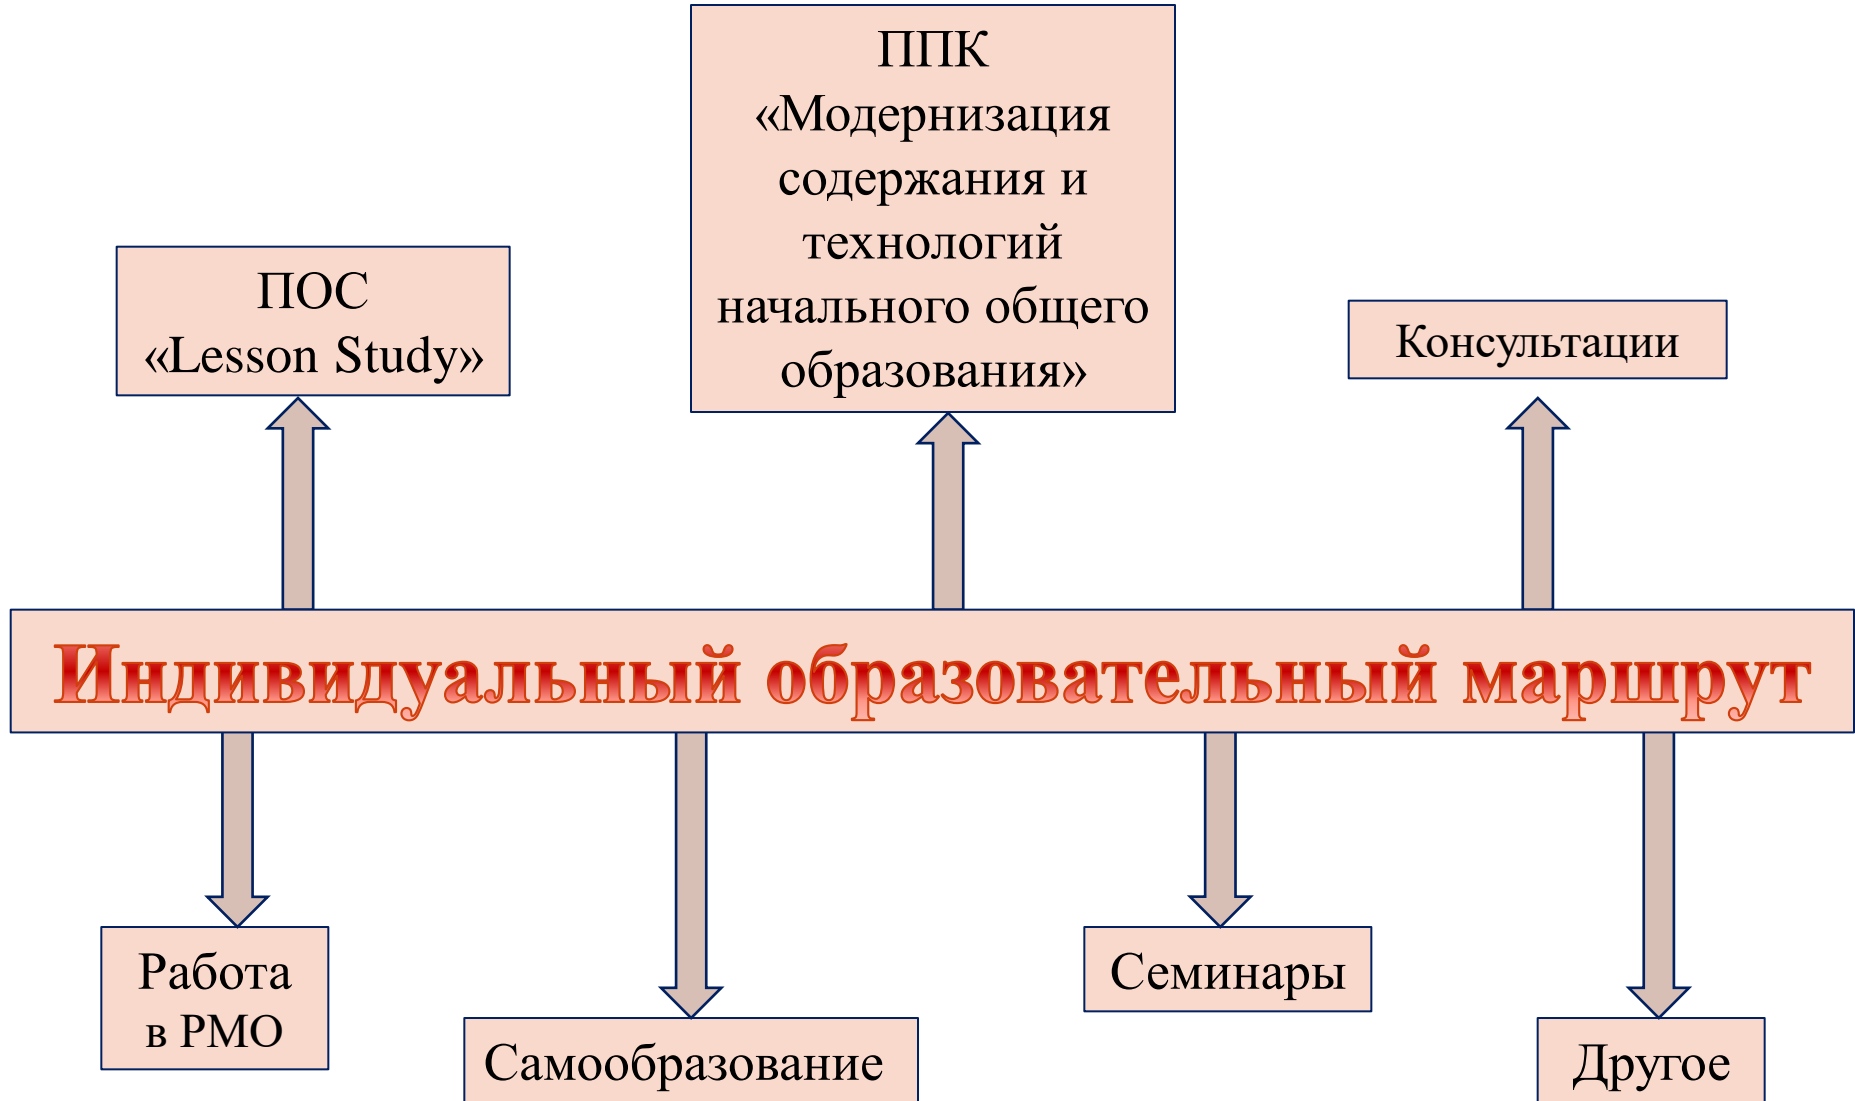 ППК
«Модернизация
содержания и
технологий
начального общего
образования»
ПОС
«Lesson Study»
Консультации
Индивидуальный образовательный маршрут
Работа
в РМО
Самообразование
Семинары
Другое